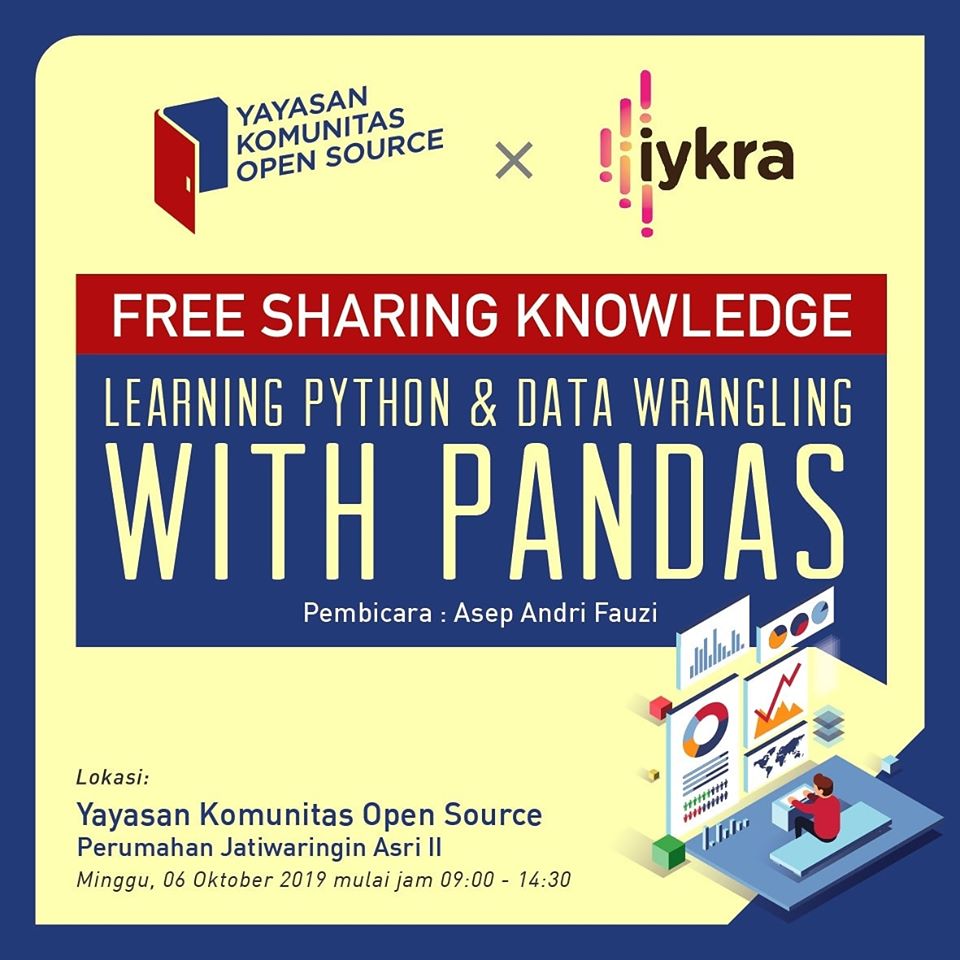 YAYASAN
KOMUNITAS
OPEN SOURCE
×
iykra
FREE SHARING KNOWLEDGE
LEARNING PYTHON & DATA WRANGLING
WITH PANDAS
Pembicara : Asep Andri Fauzi
Lokasi:
Yayasan Komunitas Open Source
Perumahan Jatiwaringin Asri II
Minggu, 06 Oktober 2019 mulai jam 09:00 - 14:30